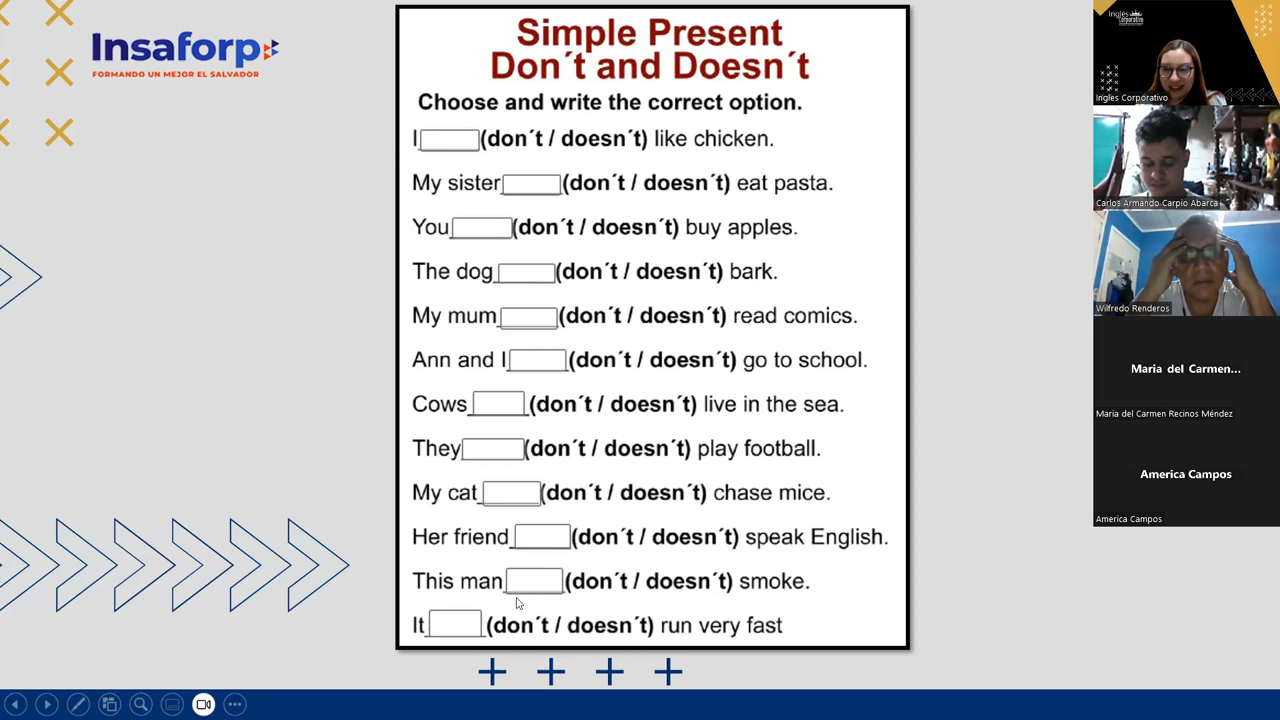 Insaforp
FORMANDO UN MEJOR EL SALVADOR
Simple Present
Don´t and Doesn´t
Choose and write the correct option.
I (don´t / doesn´t) like chicken.
My sister (don´t / doesn´t) eat pasta.
You (don´t / doesn´t) buy apples.
The dog (don´t / doesn´t) bark.
My mum (don´t / doesn´t) read comics.
Ann and I (don´t / doesn´t) go to school.
Cows (don´t / doesn´t) live in the sea.
They (don´t / doesn´t) play football.
My cat (don´t / doesn´t) chase mice.
Her friend (don´t / doesn´t) speak English.
This man (don´t / doesn´t) smoke.
It (don´t / doesn´t) run very fast
Inglés
Corporativo
Ingles Corporativo
Carlos Armando Carpio Abarca
Wilfredo Renderos
Maria del Carmen...
Maria del Carmen Recinos Méndez
America Campos
America Campos